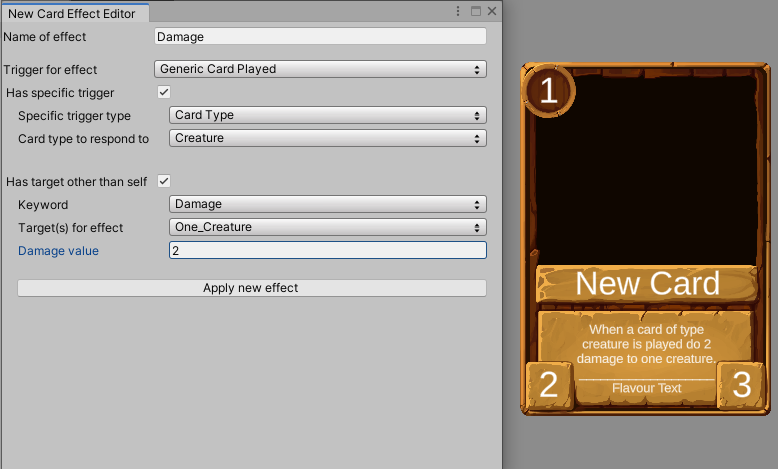 New Card Effect Editor
Name of effect
Damage
Trigger for effect
Generic Card Played
Has specific trigger
Specific trigger type
Card Type
Card type to respond to
Creature
Has target other than self
Keyword
Damage
Target(s) for effect
One_Creature
Damage value
2
Apply new effect
1
New Card
When a card of type
creature is played do 2
damage to one creature.
Flavour Text
2
3